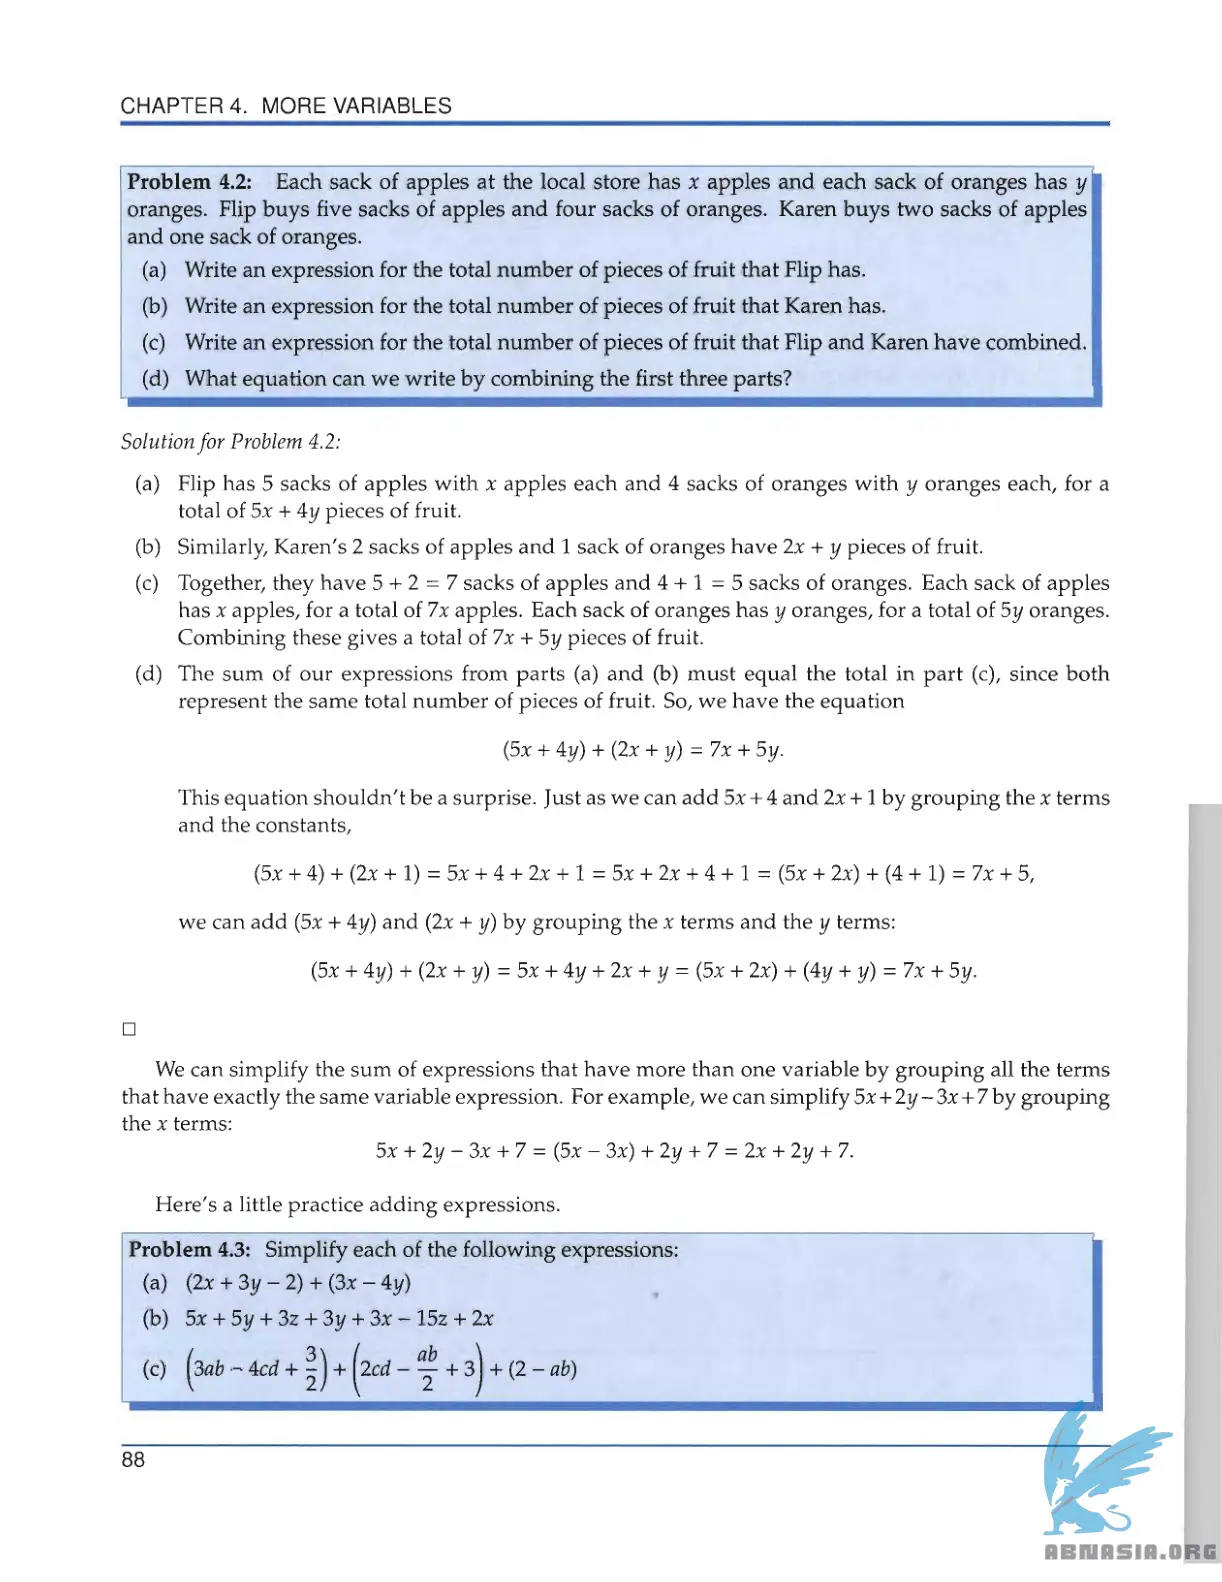 CHAPTER 4. MORE VARIABLES
Problem 4.2: Each sack of apples at the local store has x apples and each sack of oranges has y
oranges. Flip buys five sacks of apples and four sacks of oranges. Karen buys two sacks of apples
and one sack of oranges.
(a) Write an expression for the total number of pieces of fruit that Flip has.
(b) Write an expression for the total number of pieces of fruit that Karen has.
(c) Write an expression for the total number of pieces of fruit that Flip and Karen have combined.
(d) What equation can we write by combining the first three parts?
Solution for Problem 4.2:
(a) Flip has 5 sacks of apples with x apples each and 4 sacks of oranges with y oranges each, for a
total of 5x + 4y pieces of fruit.
(b) Similarly, Karen's 2 sacks of apples and 1 sack of oranges have 2x + y pieces of fruit.
(c) Together, they have 5 + 2 = 7 sacks of apples and 4 + 1 = 5 sacks of oranges. Each sack of apples
has x apples, for a total of 7x apples. Each sack of oranges has y oranges, for a total of 5y oranges.
Combining these gives a total of 7x + 5y pieces of fruit.
(d) The sum of our expressions from parts (a) and (b) must equal the total in part (c), since both
represent the same total number of pieces of fruit. So, we have the equation
(5x + 4y) + (2x + y) = 7x + 5y.
This equation shouldn't be a surprise. Just as we can add 5x + 4 and 2x + 1 by grouping the x terms
and the constants,
(5x + 4) + (2x + 1) = 5x + 4 + 2x + 1 = 5x + 2x + 4 + 1 = (5x + 2x) + (4 + 1) = 7x + 5,
we can add (5x + 4y) and (2x + y) by grouping the x terms and the y terms:
(5x + 4y) + (2x + y) = 5x + 4y + 2x + y = (5x + 2x) + (4y + y) = 7x + 5y.
□
We can simplify the sum of expressions that have more than one variable by grouping all the terms
that have exactly the same variable expression. For example, we can simplify 5x + 2y − 3x + 7 by grouping
the x terms:
5x + 2y − 3x + 7 = (5x − 3x) + 2y + 7 = 2x + 2y + 7.
Here's a little practice adding expressions.
Problem 4.3: Simplify each of the following expressions:
(a) (2x + 3y − 2) + (3x − 4y)
(b) 5x + 5y + 3z + 3y + 3x − 15z + 2x
(c) (3ab − 4cd + 3/2) + (2cd − ab/2 + 3) + (2 − ab)
88
ABNASIA.ORG